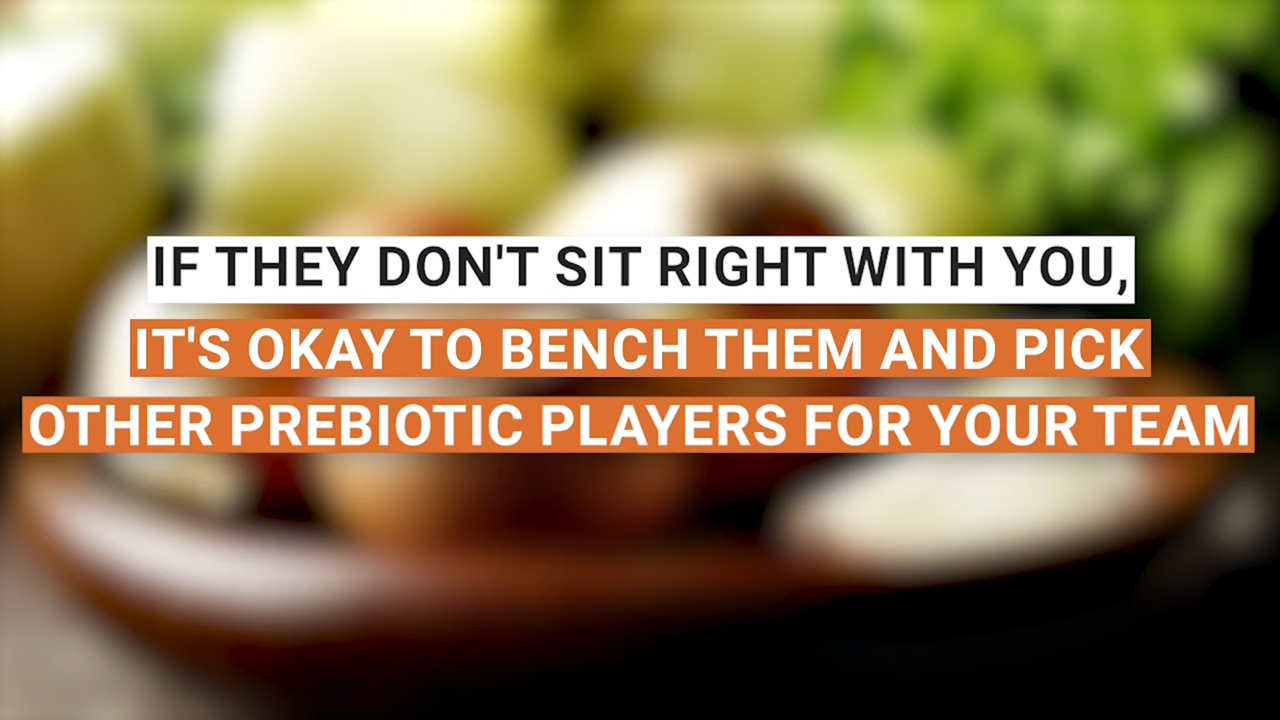 IF THEY DON'T SIT RIGHT WITH YOU,
IT'S OKAY TO BENCH THEM AND PICK
OTHER PREBIOTIC PLAYERS FOR YOUR TEAM